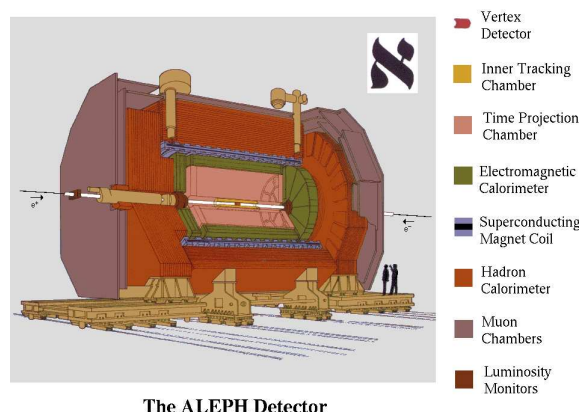 א
e⁺
e⁻
Vertex
Detector
Inner Tracking
Chamber
Time Projection
Chamber
Electromagnetic
Calorimeter
Superconducting
Magnet Coil
Hadron
Calorimeter
Muon
Chambers
Luminosity
Monitors
The ALEPH Detector